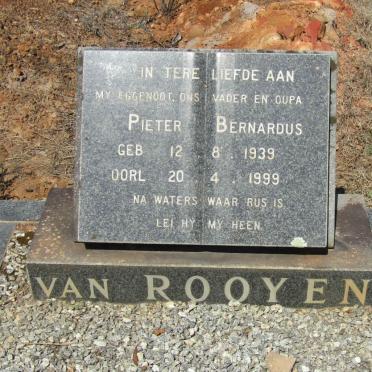 IN TERE LIEFDE AAN
MY EGGENOOT, ONS VADER EN OUPA
PIETER BERNARDUS
GEB 12 . 8 . 1939
OORL 20 . 4 . 1999
NA WATERS WAAR RUS IS
LEI HY MY HEEN.
VAN ROOYEN